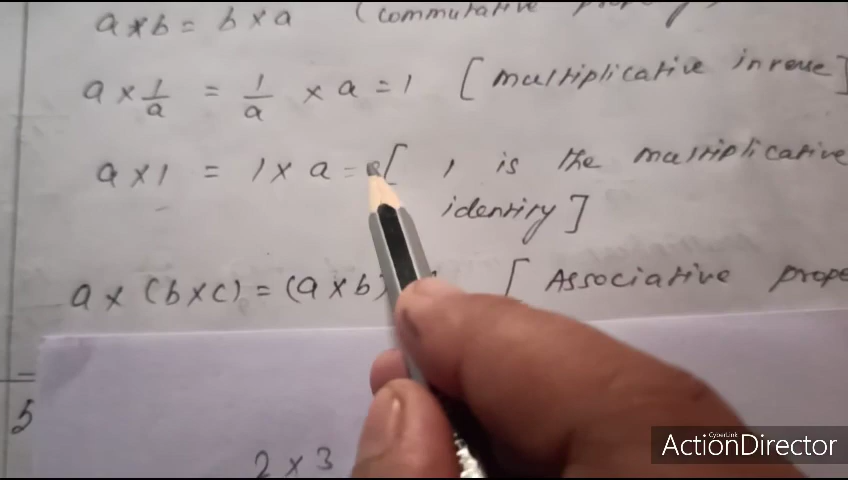 a × b = b × a (commutative
a × 1/a = 1/a × a = 1 [multiplicative inverse]
a × 1 = 1 × a = [ 1 is the multiplicative
identity]
a × (b × c) = (a × b) [Associative prope
5
2 × 3
CyberLink
ActionDirector